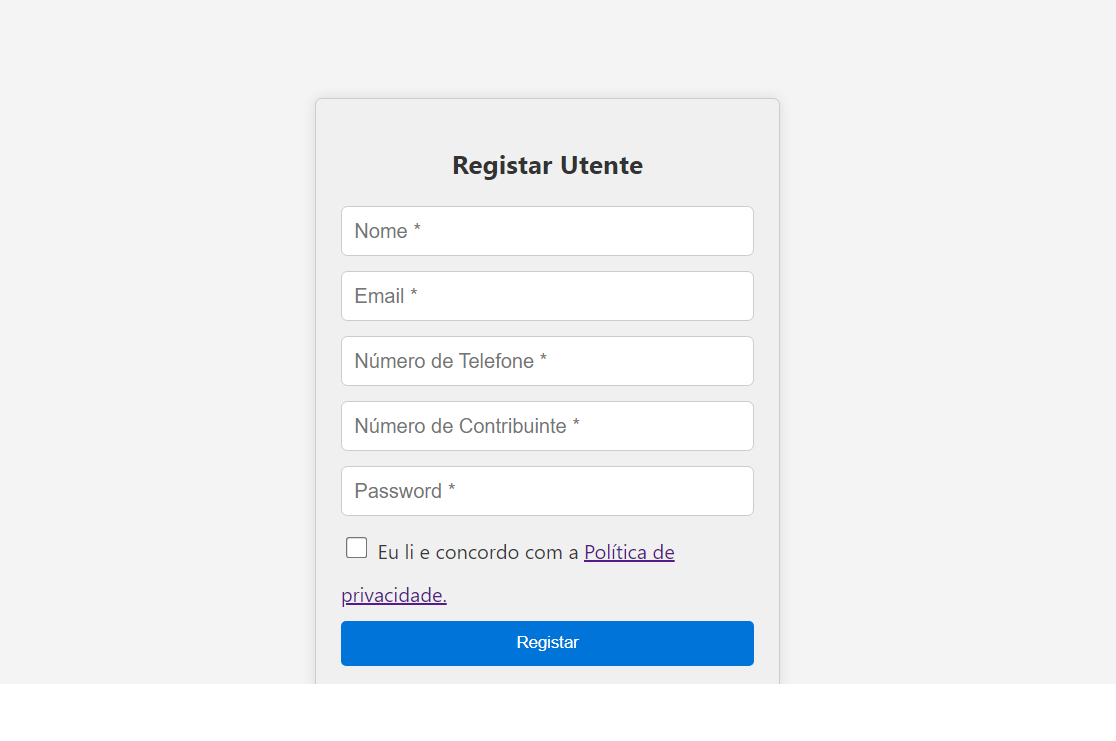 Registar Utente
Nome *
Email *
Número de Telefone *
Número de Contribuinte *
Password *
Eu li e concordo com a Política de
privacidade.
Registar